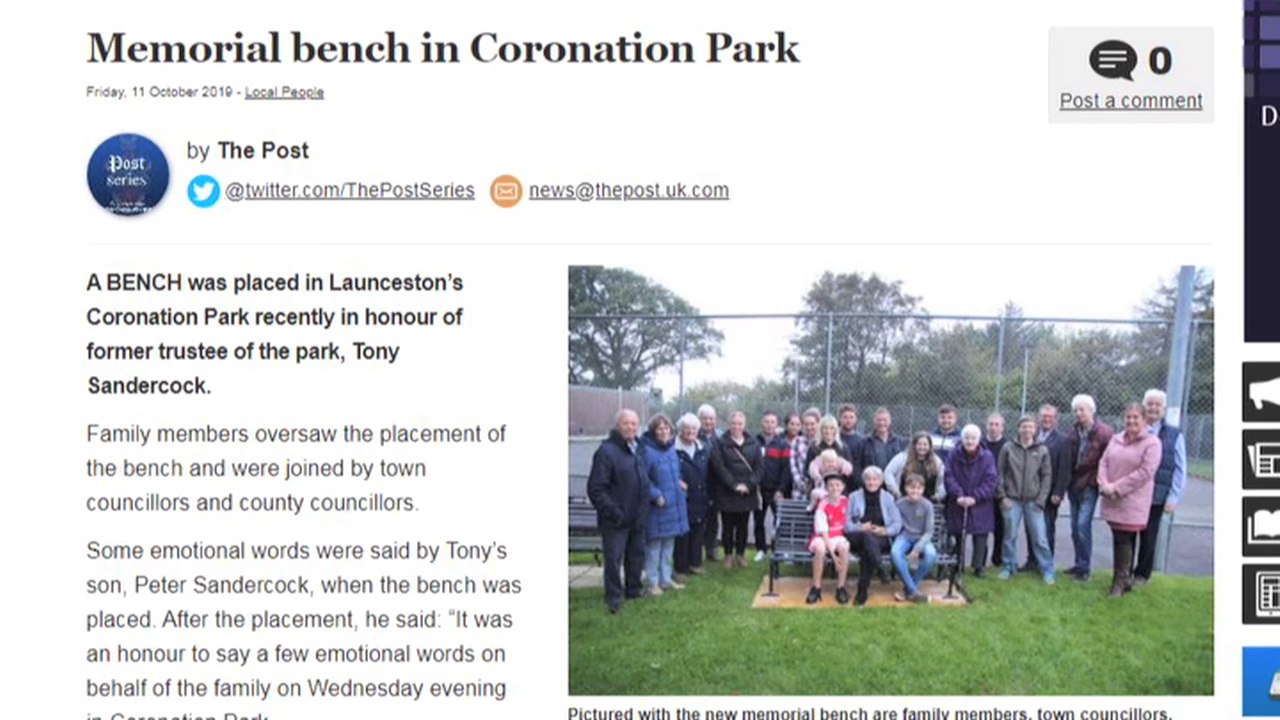 Memorial bench in Coronation Park
0
Post a comment
Friday, 11 October 2019 - Local People
Post
series
by The Post
@twitter.com/ThePostSeries news@thepost.uk.com
A BENCH was placed in Launceston’s
Coronation Park recently in honour of
former trustee of the park, Tony
Sandercock.
Family members oversaw the placement of
the bench and were joined by town
councillors and county councillors.
Some emotional words were said by Tony’s
son, Peter Sandercock, when the bench was
placed. After the placement, he said: “It was
an honour to say a few emotional words on
behalf of the family on Wednesday evening
in Coronation Park
Pictured with the new memorial bench are family members, town councillors,
D